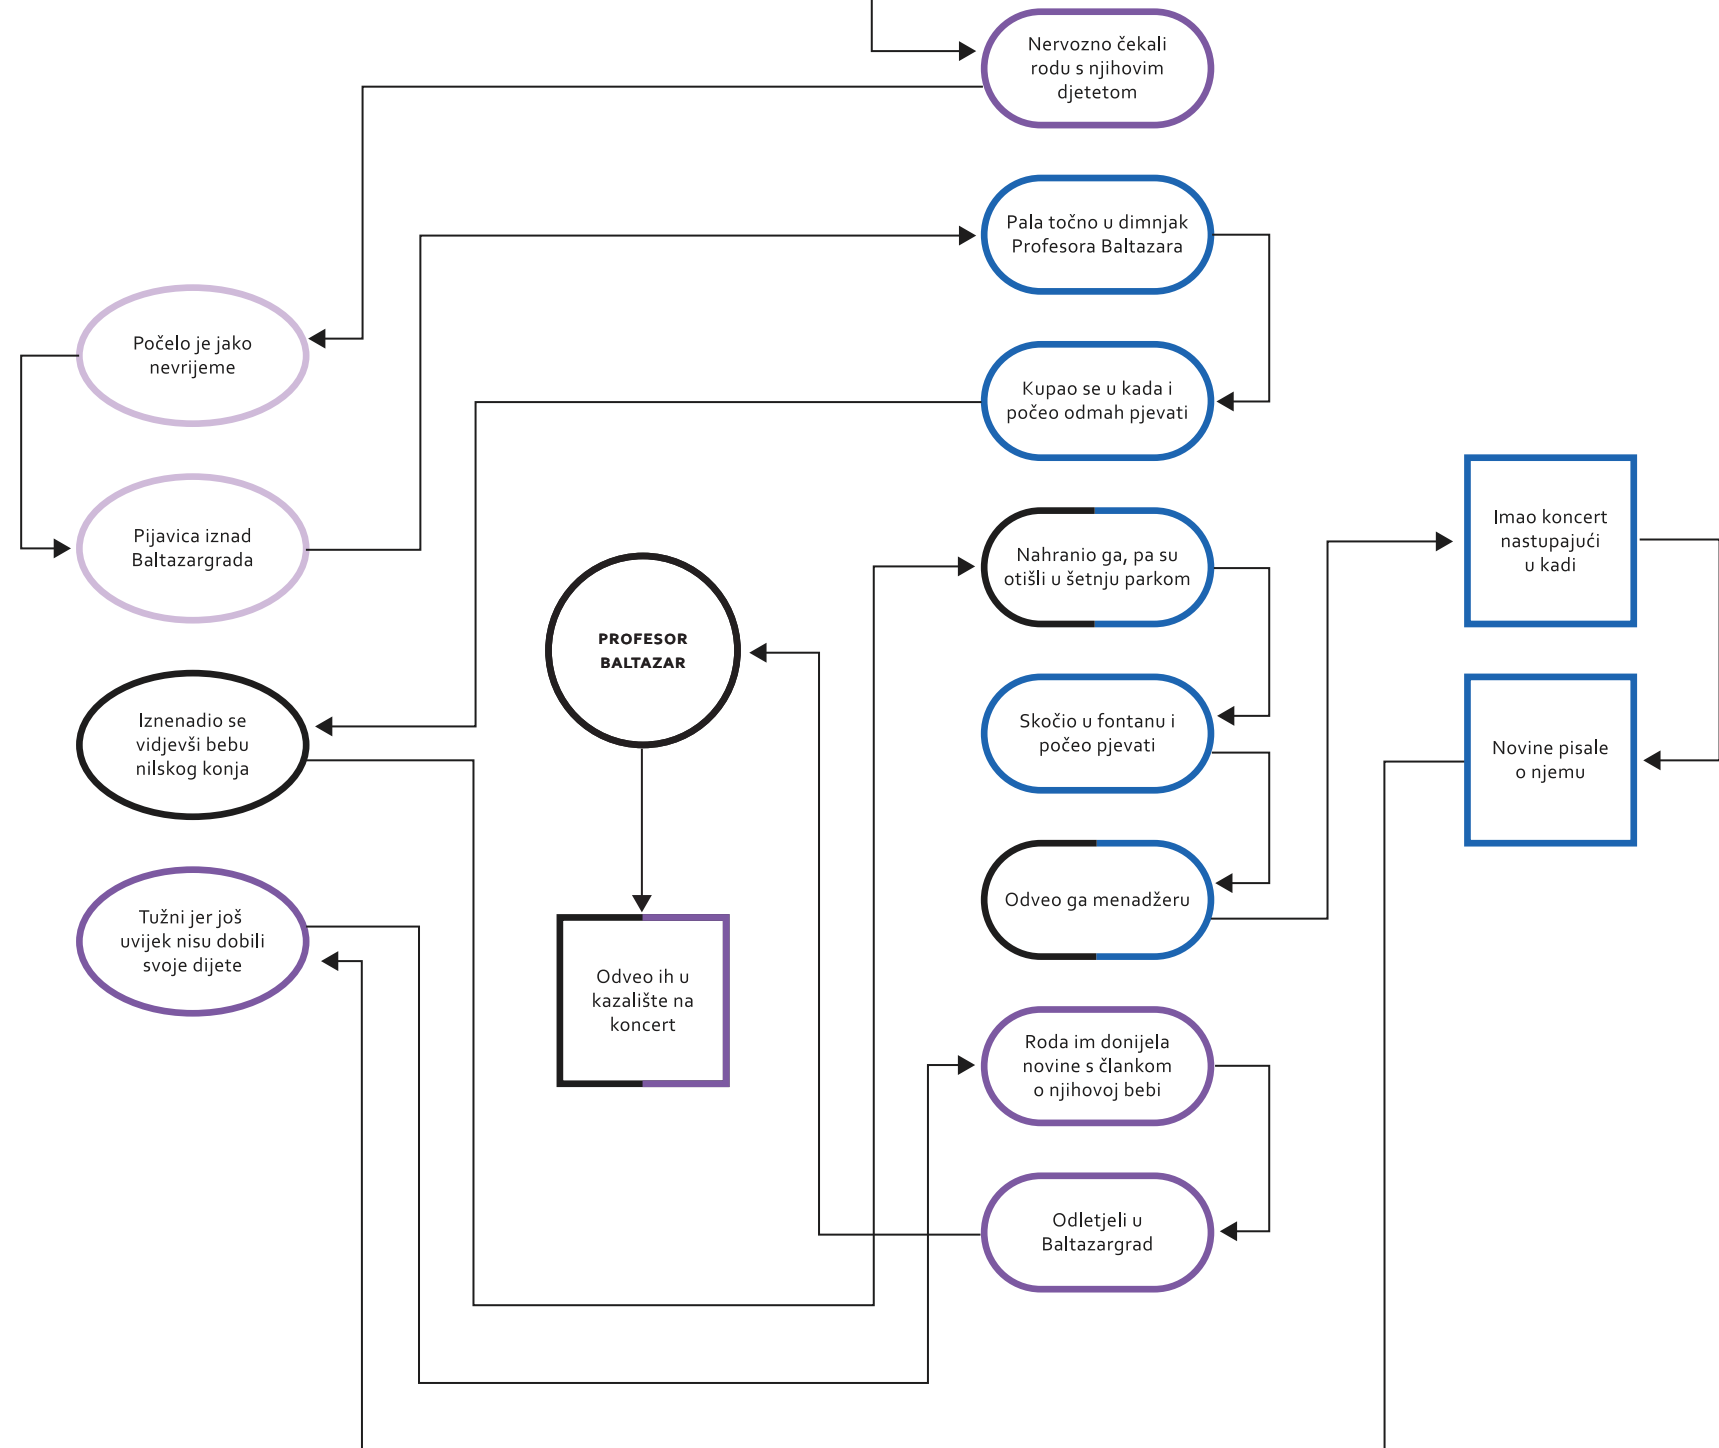 Nervozno čekali
rodu s njihovim
djetetom
Pala točno u dimnjak
Profesora Baltazara
Počelo je jako
nevrijeme
Kupao se u kada i
počeo odmah pjevati
Pijavica iznad
Baltazargrada
Imao koncert
nastupajući
u kadi
Nahranio ga, pa su
otišli u šetnju parkom
PROFESOR
BALTAZAR
Iznenadio se
vidjevši bebu
nilskog konja
Skočio u fontanu i
počeo pjevati
Novine pisale
o njemu
Odveo ga menadžeru
Tužni jer još
uvijek nisu dobili
svoje dijete
Odveo ih u
kazalište na
koncert
Roda im donijela
novine s člankom
o njihovoj bebi
Odletjeli u
Baltazargrad